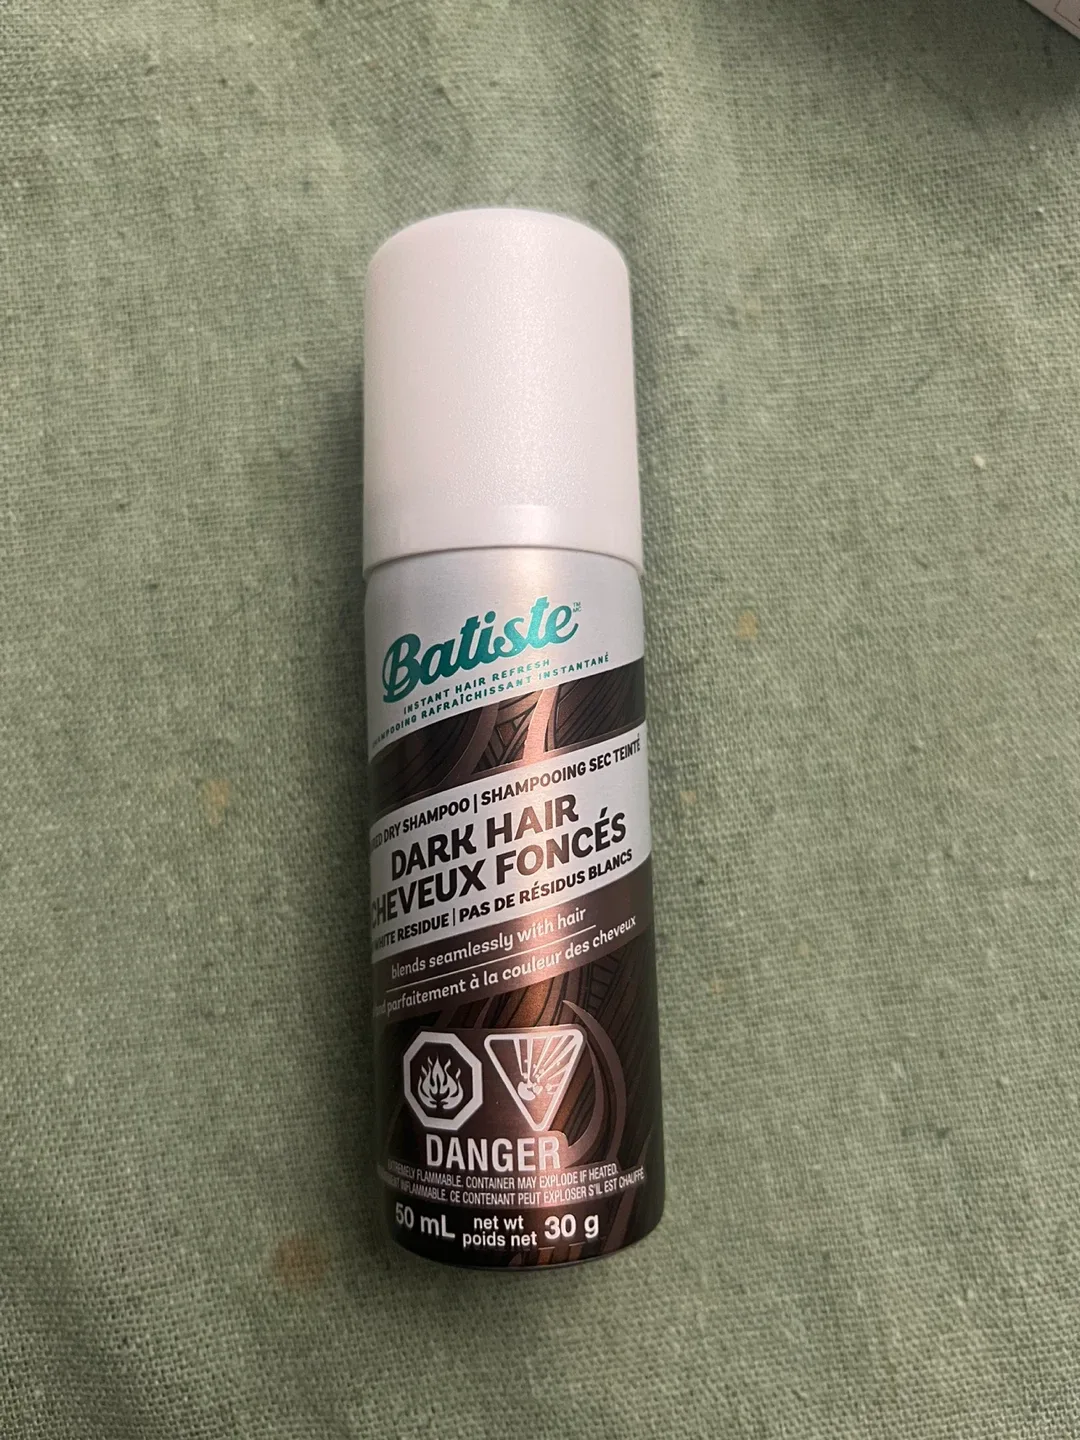 Batiste™ MC
INSTANT HAIR REFRESH
SHAMPOOING RAFRAÎCHISSANT INSTANTANÉ
DRY SHAMPOO | SHAMPOOING SEC TEINTÉ
DARK HAIR
CHEVEUX FONCÉS
WHITE RESIDUE | PAS DE RÉSIDUS BLANCS
blends seamlessly with hair
parfaitement à la couleur des cheveux
DANGER
EXTREMELY FLAMMABLE. CONTAINER MAY EXPLODE IF HEATED.
INFLAMMABLE. CE CONTENANT PEUT EXPLOSER S'IL EST CHAUFFÉ.
50 mL net wt 30 g
poids net